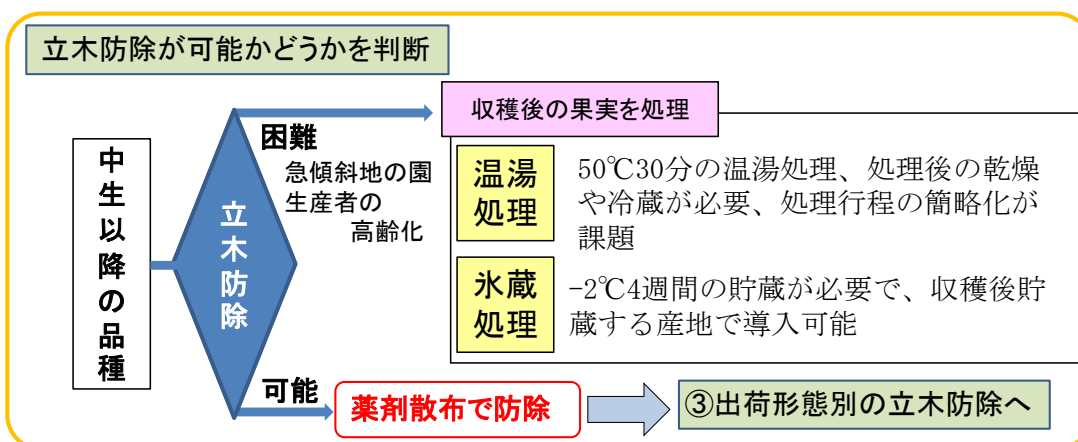 立木防除が可能かどうかを判断
中生以降の品種
立木防除
困難
急傾斜地の園
生産者の
高齢化
収穫後の果実を処理
温湯
処理
50℃30分の温湯処理、処理後の乾燥
や冷蔵が必要、処理行程の簡略化が
課題
氷蔵
処理
-2℃4週間の貯蔵が必要で、収穫後貯
蔵する産地で導入可能
可能
薬剤散布で防除
③出荷形態別の立木防除へ